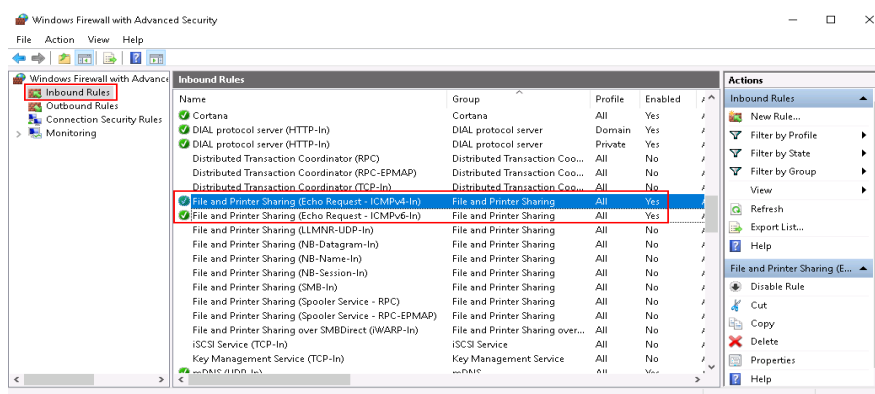 Windows Firewall with Advanced Security
File Action View Help
Windows Firewall with Advance
Inbound Rules
Outbound Rules
Connection Security Rules
Monitoring
Inbound Rules
Name Group Profile Enabled
Cortana Cortana All Yes
DIAL protocol server (HTTP-In) DIAL protocol server Domain Yes
DIAL protocol server (HTTP-In) DIAL protocol server Private Yes
Distributed Transaction Coordinator (RPC) Distributed Transaction Coo... All No
Distributed Transaction Coordinator (RPC-EPMAP) Distributed Transaction Coo... All No
Distributed Transaction Coordinator (TCP-In) Distributed Transaction Coo... All No
File and Printer Sharing (Echo Request - ICMPv4-In) File and Printer Sharing All Yes
File and Printer Sharing (Echo Request - ICMPv6-In) File and Printer Sharing All Yes
File and Printer Sharing (LLMNR-UDP-In) File and Printer Sharing All No
File and Printer Sharing (NB-Datagram-In) File and Printer Sharing All No
File and Printer Sharing (NB-Name-In) File and Printer Sharing All No
File and Printer Sharing (NB-Session-In) File and Printer Sharing All No
File and Printer Sharing (SMB-In) File and Printer Sharing All No
File and Printer Sharing (Spooler Service - RPC) File and Printer Sharing All No
File and Printer Sharing (Spooler Service - RPC-EPMAP) File and Printer Sharing All No
File and Printer Sharing over SMBDirect (iWARP-In) File and Printer Sharing over... All No
iSCSI Service (TCP-In) iSCSI Service All No
Key Management Service (TCP-In) Key Management Service All No
mDNS (UDP-In) mDNS All Yes
Actions
Inbound Rules
New Rule...
Filter by Profile
Filter by State
Filter by Group
View
Refresh
Export List...
Help
File and Printer Sharing (E...
Disable Rule
Cut
Copy
Delete
Properties
Help